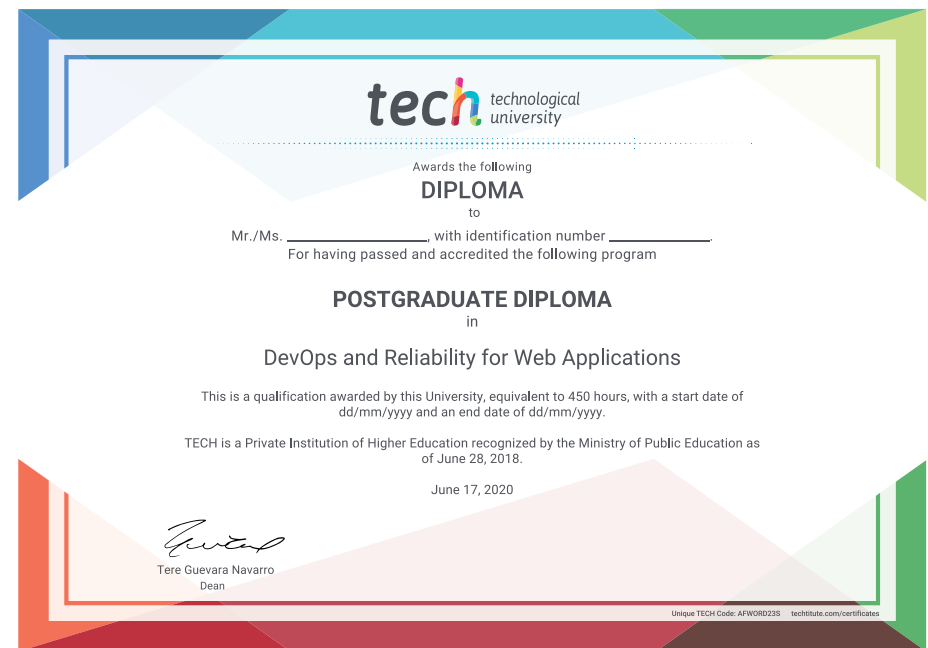 tech technological
university
Awards the following
DIPLOMA
to
Mr./Ms. ____________________, with identification number ______________.
For having passed and accredited the following program
POSTGRADUATE DIPLOMA
in
DevOps and Reliability for Web Applications
This is a qualification awarded by this University, equivalent to 450 hours, with a start date of
dd/mm/yyyy and an end date of dd/mm/yyyy.
TECH is a Private Institution of Higher Education recognized by the Ministry of Public Education as
of June 28, 2018.
June 17, 2020
Tere Guevara Navarro
Dean
Unique TECH Code: AFWORD23S techtitute.com/certificates